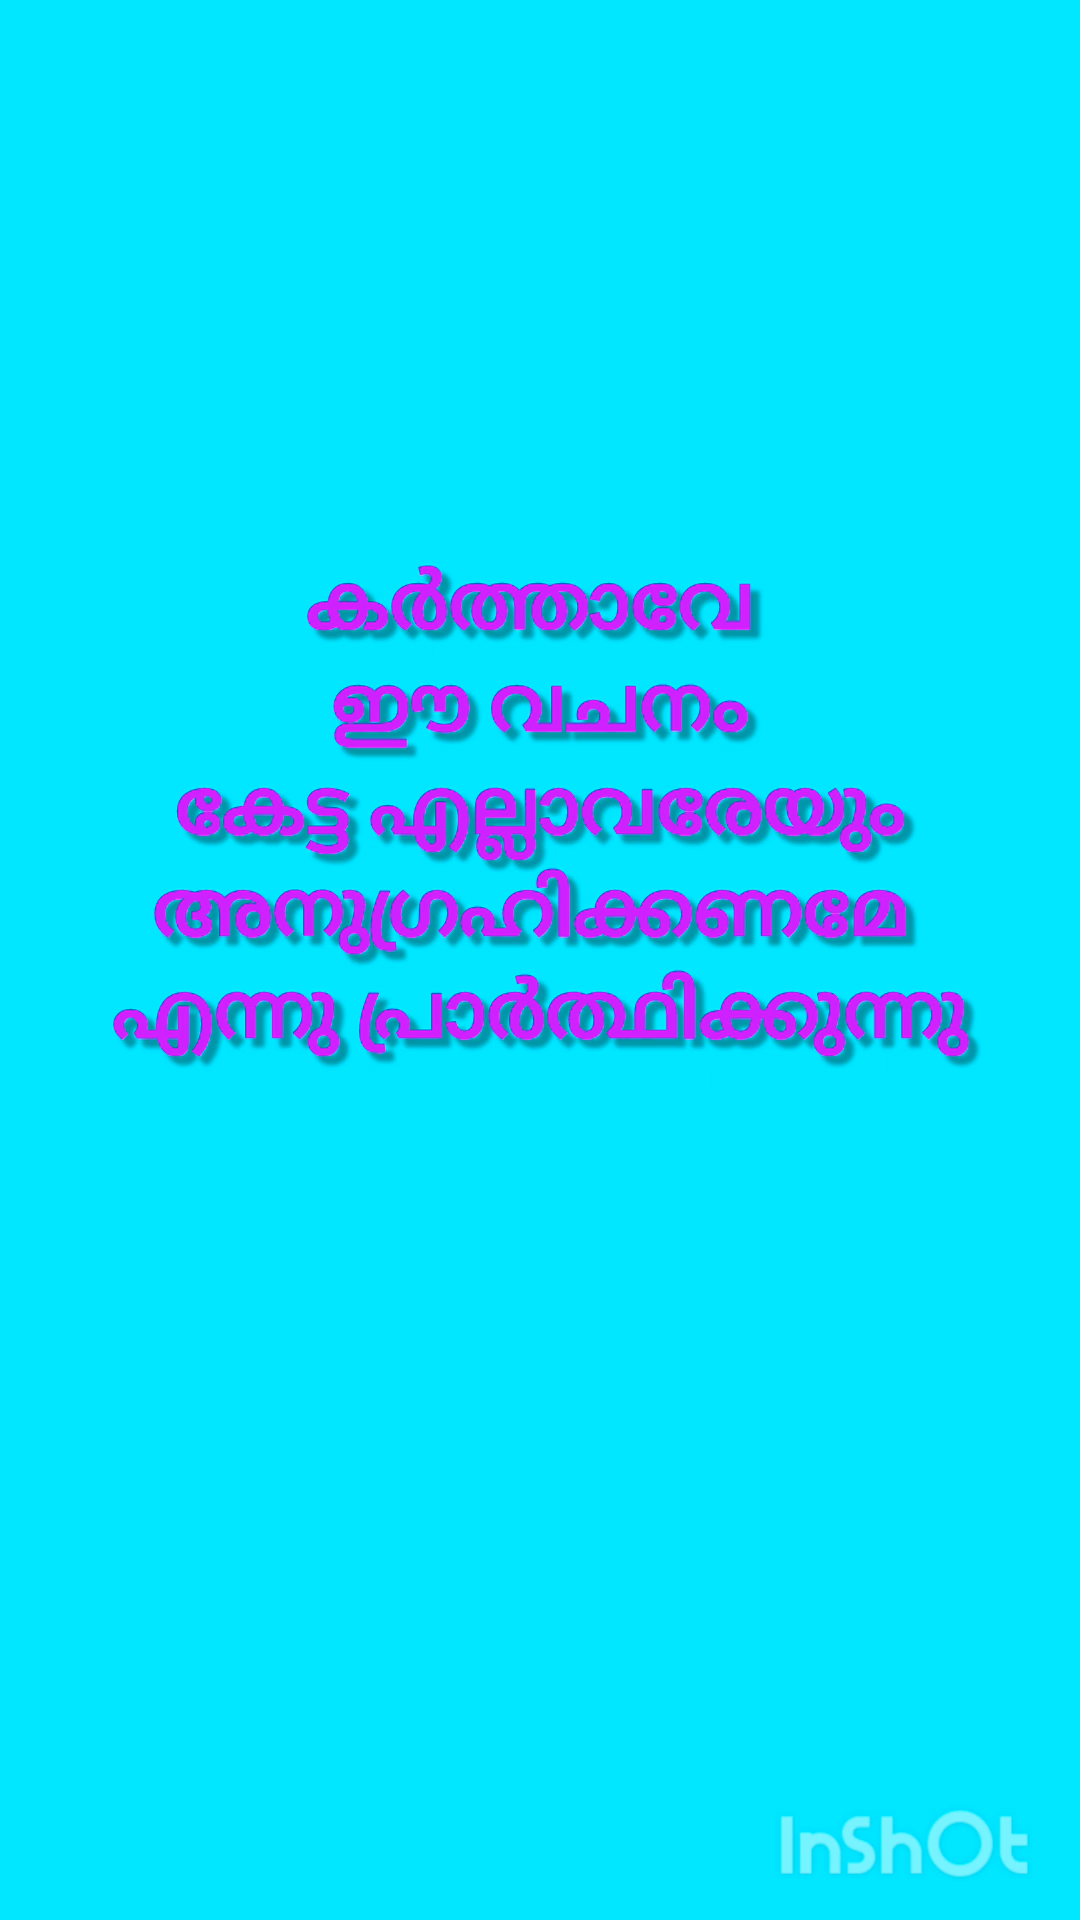 കർത്താവേ
ഈ വചനം
കേട്ട എല്ലാവരേയും
അനുഗ്രഹിക്കണമേ
എന്നു പ്രാർത്ഥിക്കുന്നു
InShOt